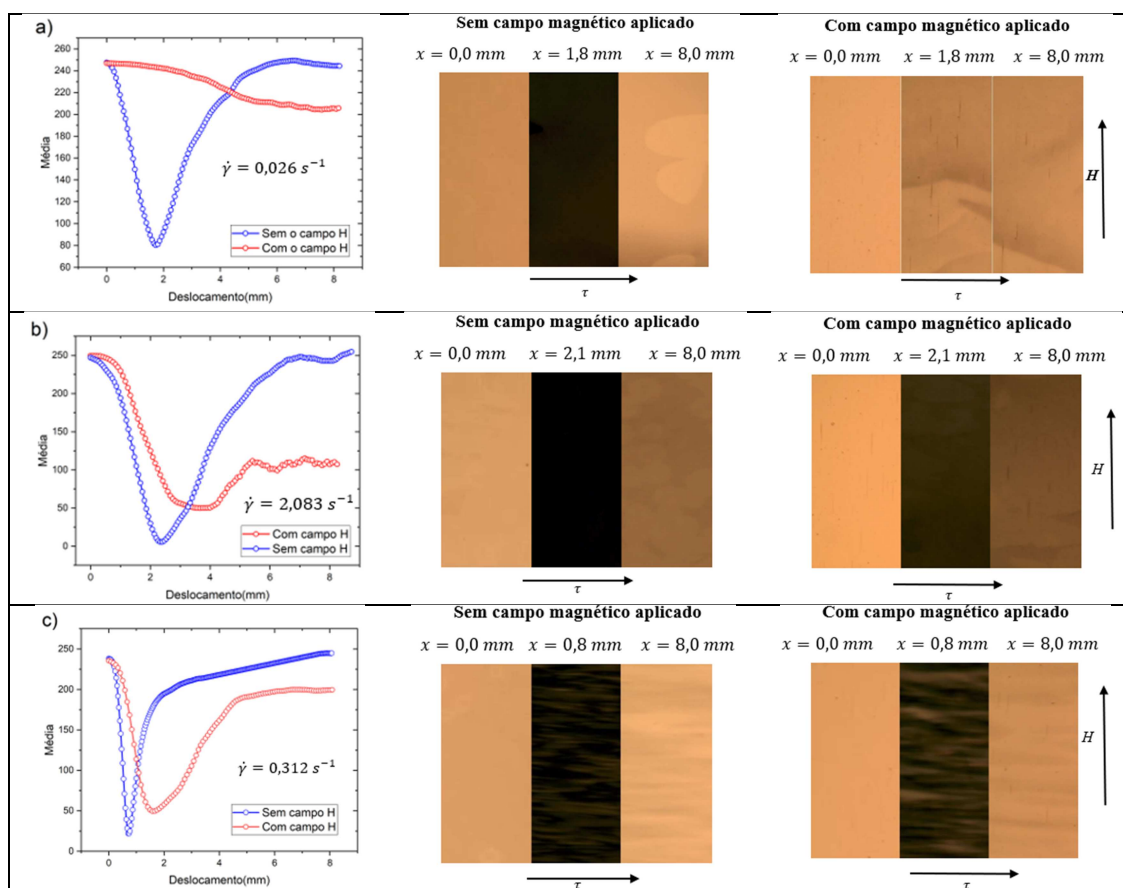 a)
260
240
220
200
180
160
140
120
100
80
60
0
2
4
6
8
Média
Deslocamento(mm)
γ̇ = 0,026 s⁻¹
Sem o campo H
Com o campo H
Sem campo magnético aplicado
x = 0,0 mm x = 1,8 mm x = 8,0 mm
τ
Com campo magnético aplicado
x = 0,0 mm x = 1,8 mm x = 8,0 mm
H
τ
b)
250
200
150
100
50
0
0
2
4
6
8
Média
Deslocamento(mm)
γ̇ = 2,083 s⁻¹
Com campo H
Sem campo H
Sem campo magnético aplicado
x = 0,0 mm x = 2,1 mm x = 8,0 mm
τ
Com campo magnético aplicado
x = 0,0 mm x = 2,1 mm x = 8,0 mm
H
τ
c)
250
200
150
100
50
0
0
2
4
6
8
Média
Deslocamento(mm)
γ̇ = 0,312 s⁻¹
Sem campo H
Com campo H
Sem campo magnético aplicado
x = 0,0 mm x = 0,8 mm x = 8,0 mm
τ
Com campo magnético aplicado
x = 0,0 mm x = 0,8 mm x = 8,0 mm
H
τ